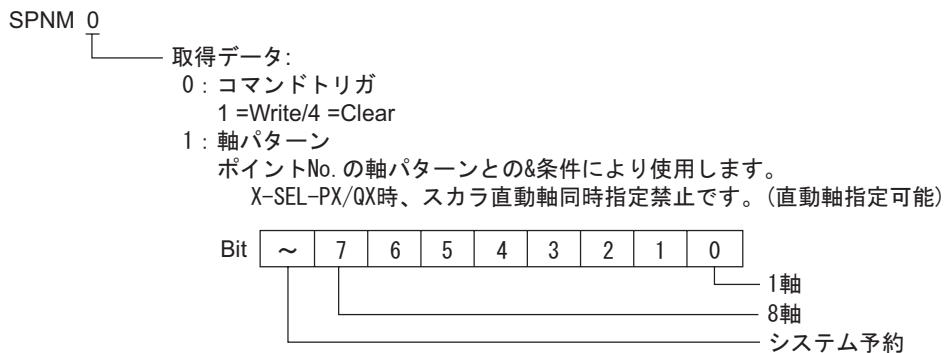 SPNM 0
取得データ:
0：コマンドトリガ
1 =Write/4 =Clear
1：軸パターン
ポイントNo.の軸パターンとの&条件により使用します。
X-SEL-PX/QX時、スカラ直動軸同時指定禁止です。(直動軸指定可能)
Bit ～ 7 6 5 4 3 2 1 0
1軸
8軸
システム予約